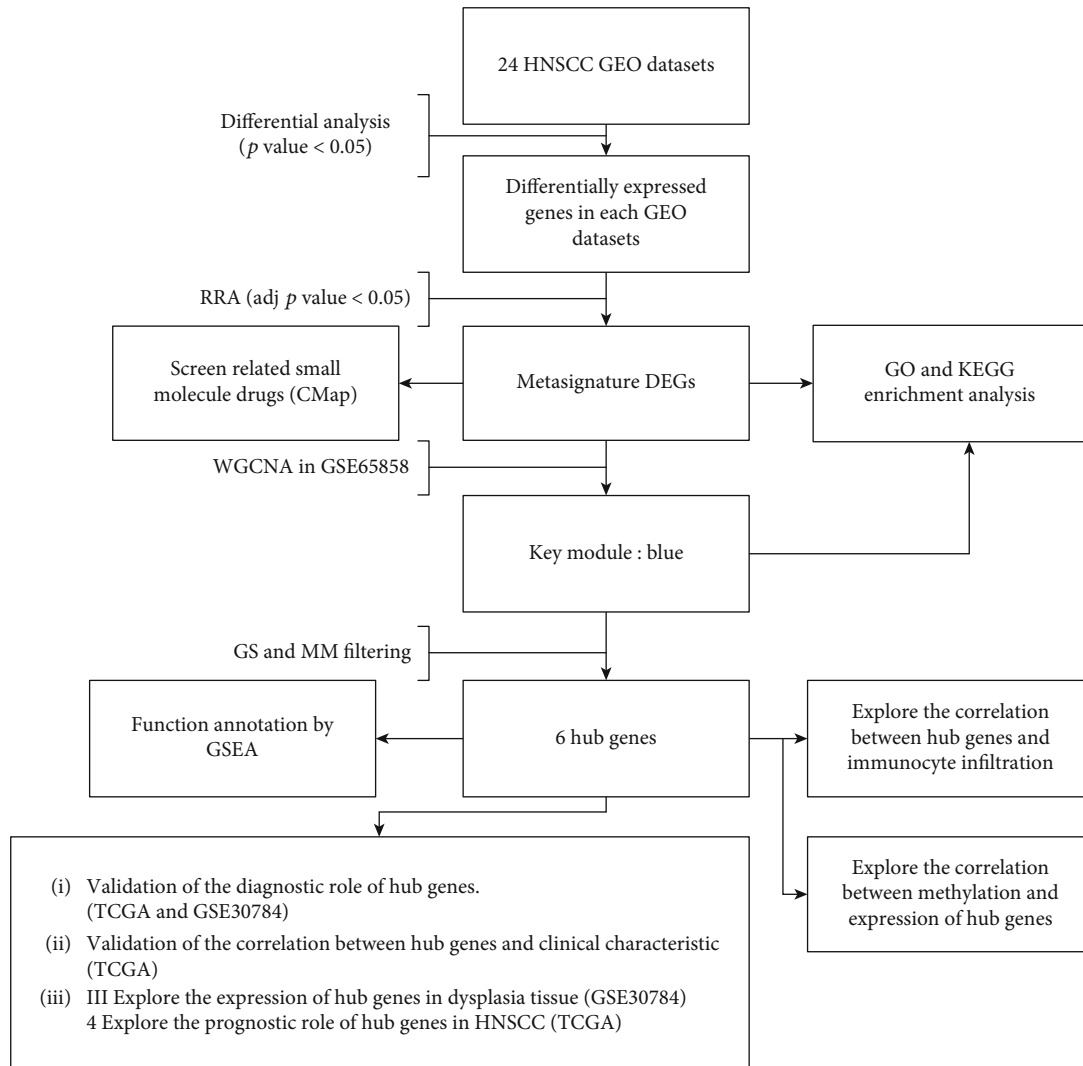 24 HNSCC GEO datasets
Differential analysis
(p value < 0.05)
Differentially expressed
genes in each GEO
datasets
RRA (adj p value < 0.05)
Screen related small
molecule drugs (CMap)
Metasignature DEGs
GO and KEGG
enrichment analysis
WGCNA in GSE65858
Key module : blue
GS and MM filtering
Function annotation by
GSEA
6 hub genes
Explore the correlation
between hub genes and
immunocyte infiltration
Explore the correlation
between methylation and
expression of hub genes
(i) Validation of the diagnostic role of hub genes.
(TCGA and GSE30784)
(ii) Validation of the correlation between hub genes and clinical characteristic
(TCGA)
(iii) III Explore the expression of hub genes in dysplasia tissue (GSE30784)
4 Explore the prognostic role of hub genes in HNSCC (TCGA)